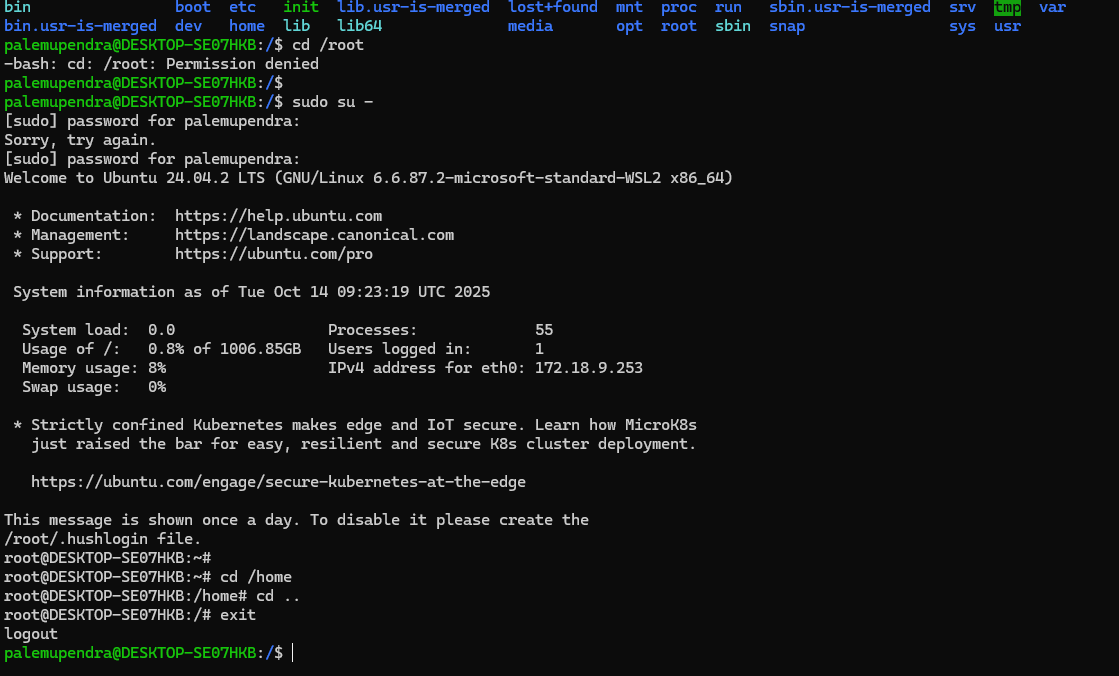 bin                boot  etc   init  lib.usr-is-merged  lost+found  mnt  proc  run   sbin.usr-is-merged  srv  tmp  var
bin.usr-is-merged  dev   home  lib   lib64              media       opt  root  sbin  snap                sys  usr
palemupendra@DESKTOP-SE07HKB:/$ cd /root
-bash: cd: /root: Permission denied
palemupendra@DESKTOP-SE07HKB:/$
palemupendra@DESKTOP-SE07HKB:/$ sudo su -
[sudo] password for palemupendra:
Sorry, try again.
[sudo] password for palemupendra:
Welcome to Ubuntu 24.04.2 LTS (GNU/Linux 6.6.87.2-microsoft-standard-WSL2 x86_64)

 * Documentation:  https://help.ubuntu.com
 * Management:     https://landscape.canonical.com
 * Support:        https://ubuntu.com/pro

 System information as of Tue Oct 14 09:23:19 UTC 2025

  System load:  0.0                 Processes:             55
  Usage of /:   0.8% of 1006.85GB   Users logged in:       1
  Memory usage: 8%                  IPv4 address for eth0: 172.18.9.253
  Swap usage:   0%

 * Strictly confined Kubernetes makes edge and IoT secure. Learn how MicroK8s
   just raised the bar for easy, resilient and secure K8s cluster deployment.

   https://ubuntu.com/engage/secure-kubernetes-at-the-edge

This message is shown once a day. To disable it please create the
/root/.hushlogin file.
root@DESKTOP-SE07HKB:~#
root@DESKTOP-SE07HKB:~# cd /home
root@DESKTOP-SE07HKB:/home# cd ..
root@DESKTOP-SE07HKB:/# exit
logout
palemupendra@DESKTOP-SE07HKB:/$